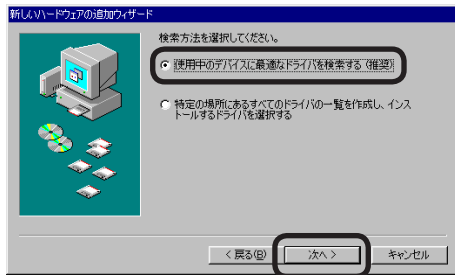 新しいハードウェアの追加ウィザード
検索方法を選択してください。
使用中のデバイスに最適なドライバを検索する (推奨)
特定の場所にあるすべてのドライバの一覧を作成し、インス
トールするドライバを選択する
< 戻る(B)
次へ >
キャンセル